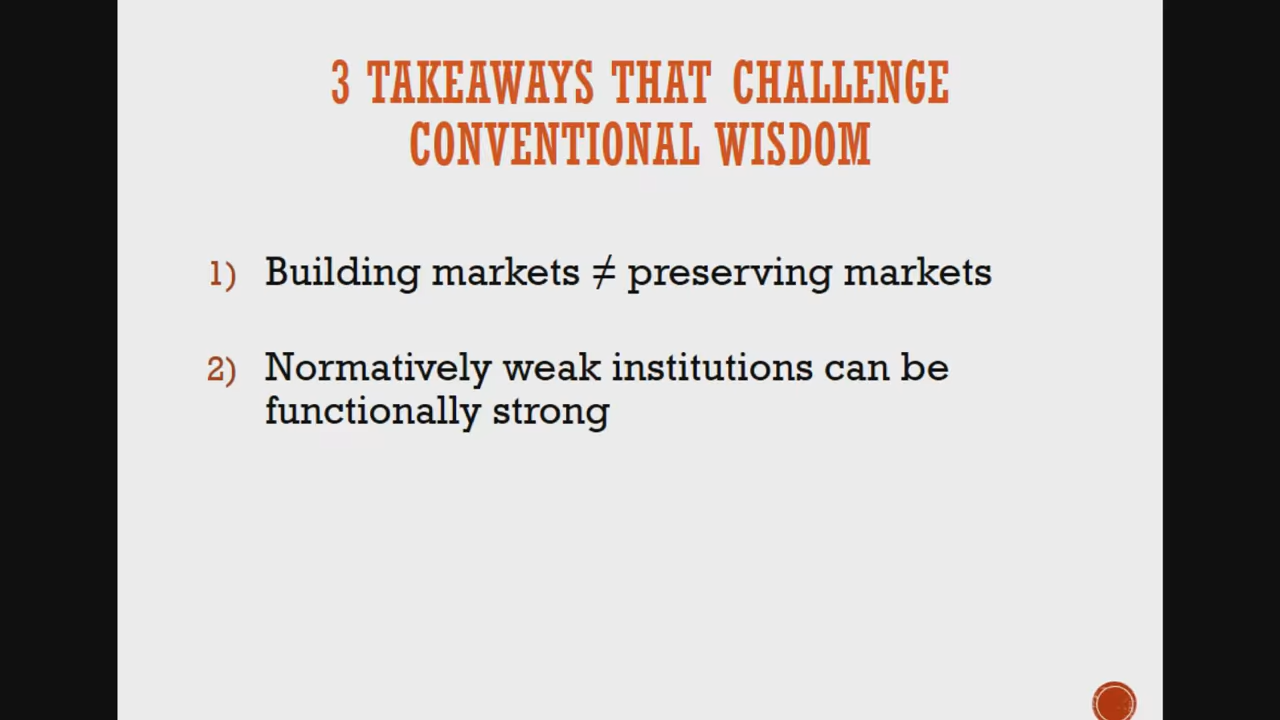 3 TAKEAWAYS THAT CHALLENGE
CONVENTIONAL WISDOM
1) Building markets ≠ preserving markets
2) Normatively weak institutions can be
functionally strong